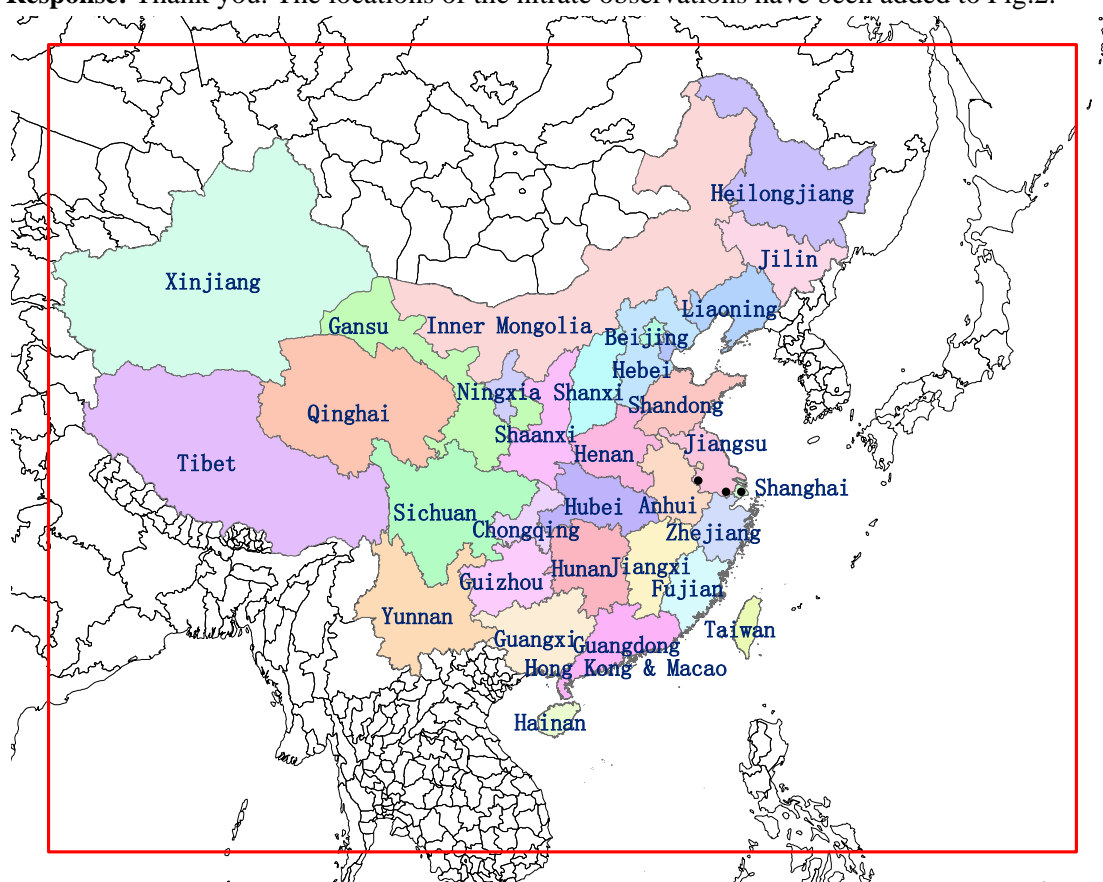 Response: Thank you! The locations of the nitrate observations have been added to Fig.2.
Heilongjiang
Jilin
Xinjiang
Liaoning
Gansu
Inner Mongolia
Beijing
Hebei
Ningxia
Shanxi
Shandong
Qinghai
Shaanxi
Jiangsu
Henan
Tibet
Shanghai
Sichuan
Hubei
Anhui
Chongqing
Zhejiang
Hunan
Jiangxi
Guizhou
Fujian
Yunnan
Taiwan
Guangxi
Guangdong
Hong Kong & Macao
Hainan